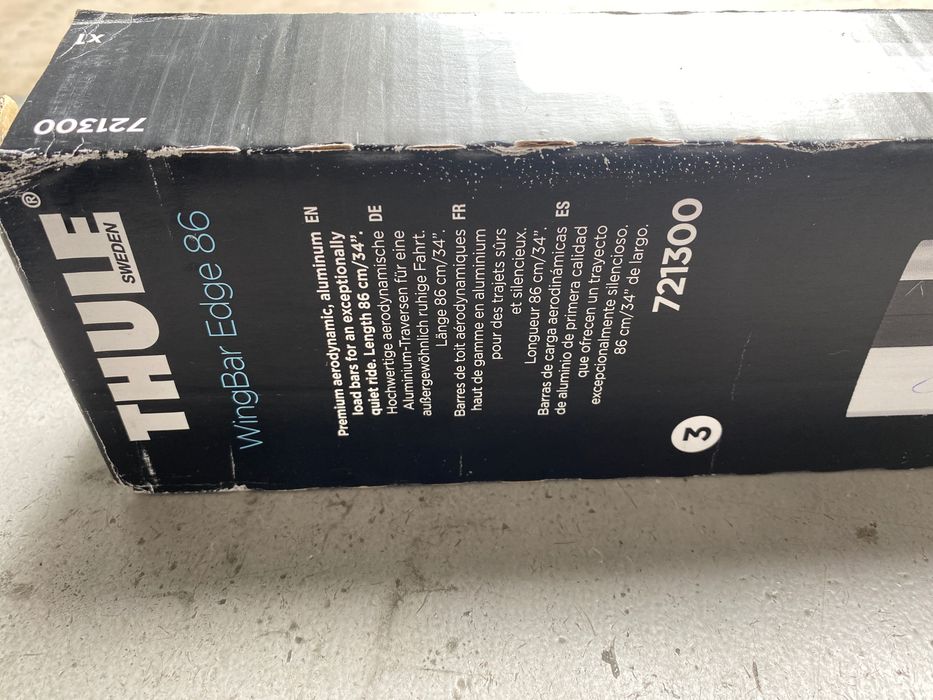 x1
721300
THULE®
SWEDEN
WingBar Edge 86
Premium aerodynamic, aluminum EN
load bars for an exceptionally
quiet ride. Length 86 cm/34".
Hochwertige aerodynamische DE
Aluminium-Traversen für eine
außergewöhnlich ruhige Fahrt.
Länge 86 cm/34".
Barres de toit aérodynamiques FR
haut de gamme en aluminium
pour des trajets sûrs
et silencieux.
Longueur 86 cm/34".
Barras de carga aerodinámicas ES
de aluminio de primera calidad
que ofrecen un trayecto
excepcionalmente silencioso.
86 cm/34" de largo.
3
721300